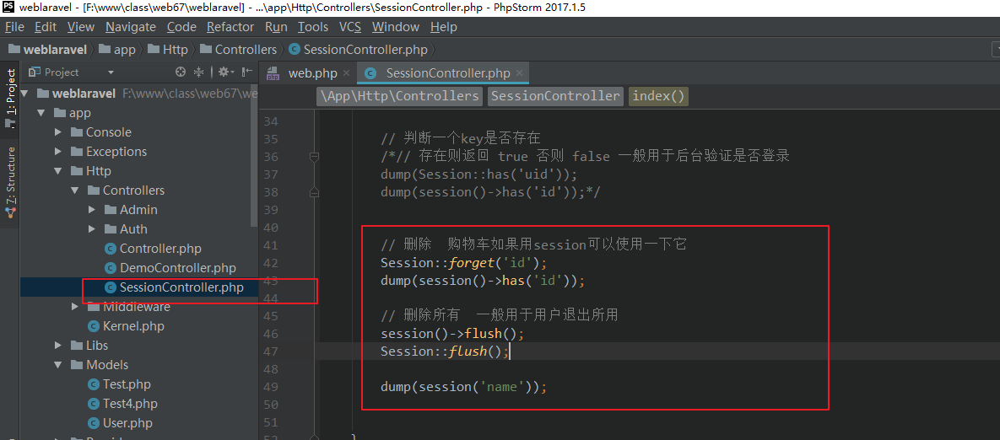 weblaravel - [F:\www\class\web67\weblaravel] - ...\app\Http\Controllers\SessionController.php - PhpStorm 2017.1.5
File Edit View Navigate Code Refactor Run Tools VCS Window Help
weblaravel app Http Controllers SessionController.php
1: Project
7: Structure
Project
weblaravel F:\www\class\web67\we
app
Console
Exceptions
Http
Controllers
Admin
Auth
Controller.php
DemoController.php
SessionController.php
Middleware
Kernel.php
Libs
Models
Test.php
Test4.php
User.php
web.php SessionController.php
\App\Http\Controllers SessionController index()
34
35 // 判断一个key是否存在
36 /*// 存在则返回 true 否则 false 一般用于后台验证是否登录
37 dump(Session::has('uid'));
38 dump(session()->has('id'));*/
39
40
41 // 删除 购物车如果用session可以使用一下它
42 Session::forget('id');
43 dump(session()->has('id'));
44
45 // 删除所有 一般用于用户退出所用
46 session()->flush();
47 Session::flush();
48
49 dump(session('name'));
50
51
52 }